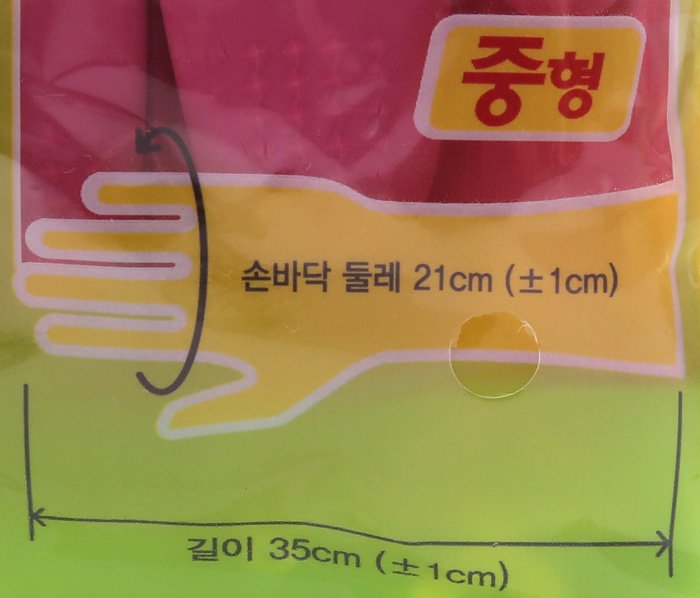 중형
손바닥 둘레 21cm (±1cm)
길이 35cm (±1cm)